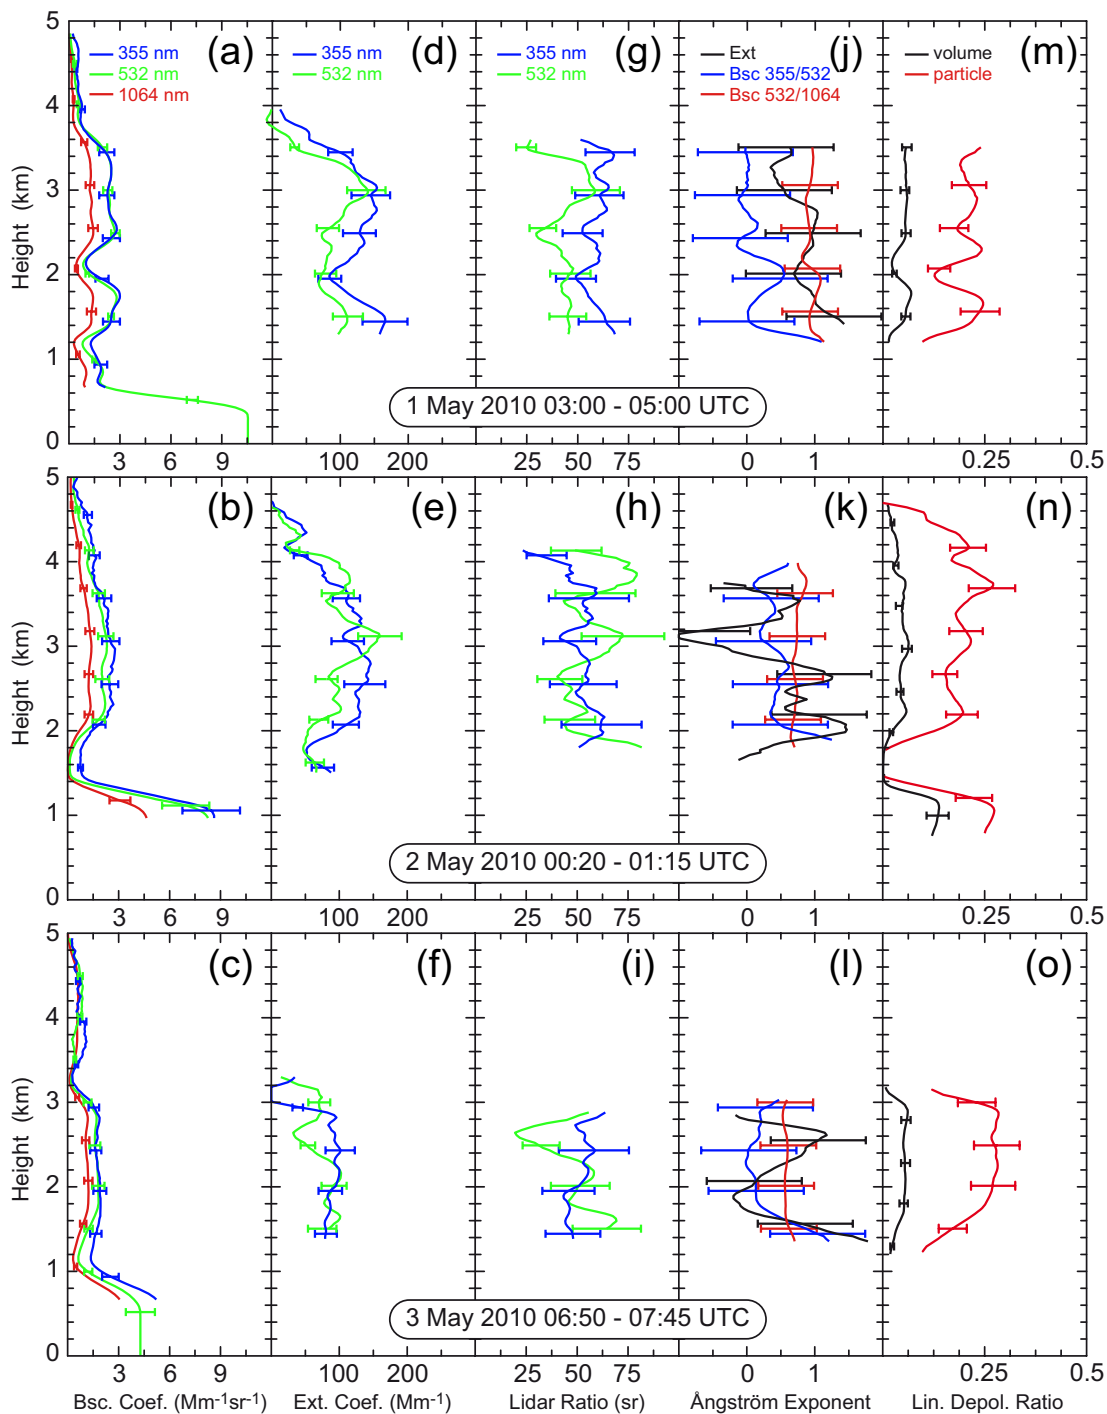 (a) (d) (g) (j) (m)
355 nm 355 nm 355 nm Ext volume
532 nm 532 nm 532 nm Bsc 355/532 particle
1064 nm Bsc 532/1064
5
4
3
2
1
0
Height (km)
1 May 2010 03:00 - 05:00 UTC
3 6 9 100 200 25 50 75 0 1 0.25 0.5
(b) (e) (h) (k) (n)
5
4
3
2
1
0
Height (km)
2 May 2010 00:20 - 01:15 UTC
3 6 9 100 200 25 50 75 0 1 0.25 0.5
(c) (f) (i) (l) (o)
5
4
3
2
1
0
Height (km)
3 May 2010 06:50 - 07:45 UTC
3 6 9 100 200 25 50 75 0 1 0.25 0.5
Bsc. Coef. (Mm⁻¹sr⁻¹) Ext. Coef. (Mm⁻¹) Lidar Ratio (sr) Ångström Exponent Lin. Depol. Ratio